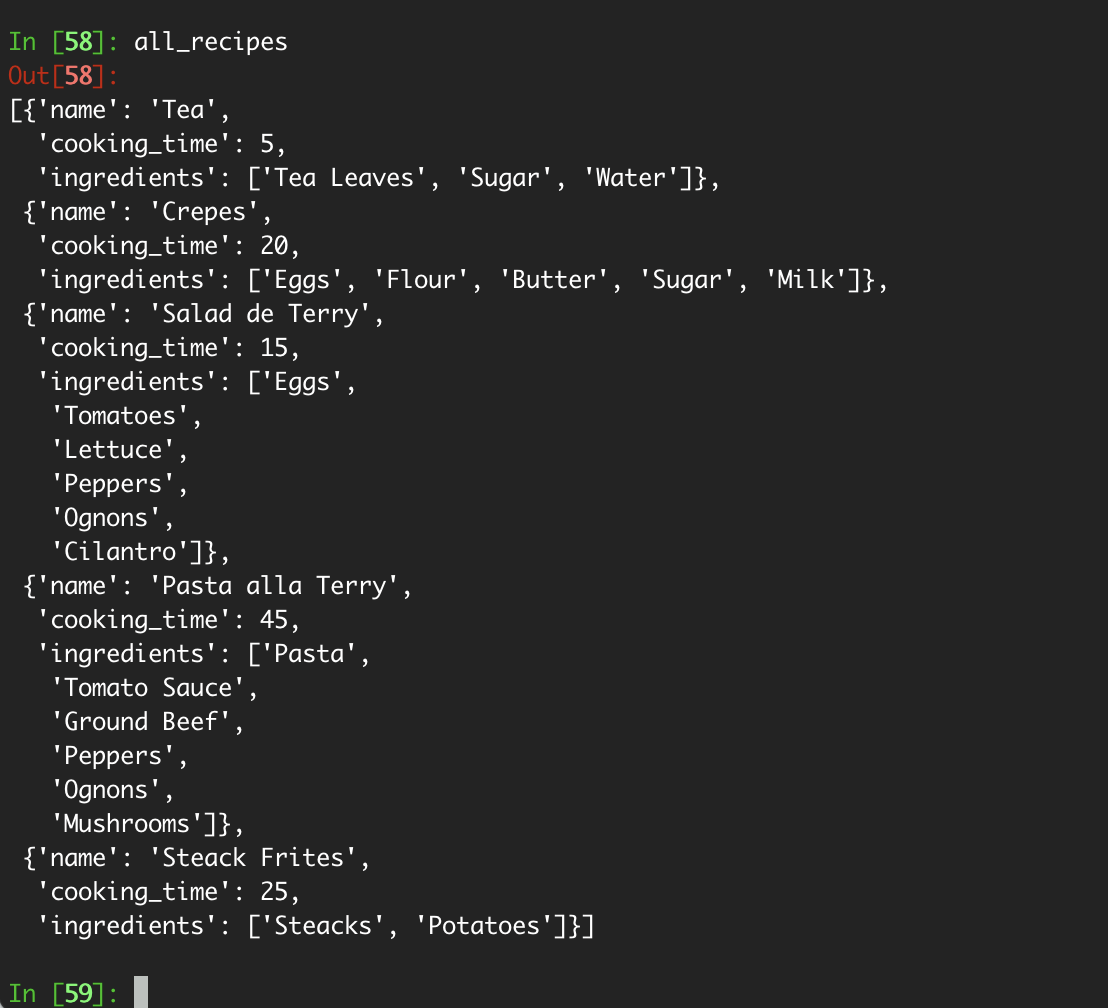 In [58]: all_recipes
Out[58]:
[{'name': 'Tea',
  'cooking_time': 5,
  'ingredients': ['Tea Leaves', 'Sugar', 'Water']},
 {'name': 'Crepes',
  'cooking_time': 20,
  'ingredients': ['Eggs', 'Flour', 'Butter', 'Sugar', 'Milk']},
 {'name': 'Salad de Terry',
  'cooking_time': 15,
  'ingredients': ['Eggs',
   'Tomatoes',
   'Lettuce',
   'Peppers',
   'Ognons',
   'Cilantro']},
 {'name': 'Pasta alla Terry',
  'cooking_time': 45,
  'ingredients': ['Pasta',
   'Tomato Sauce',
   'Ground Beef',
   'Peppers',
   'Ognons',
   'Mushrooms']},
 {'name': 'Steack Frites',
  'cooking_time': 25,
  'ingredients': ['Steacks', 'Potatoes']}]
In [59]: